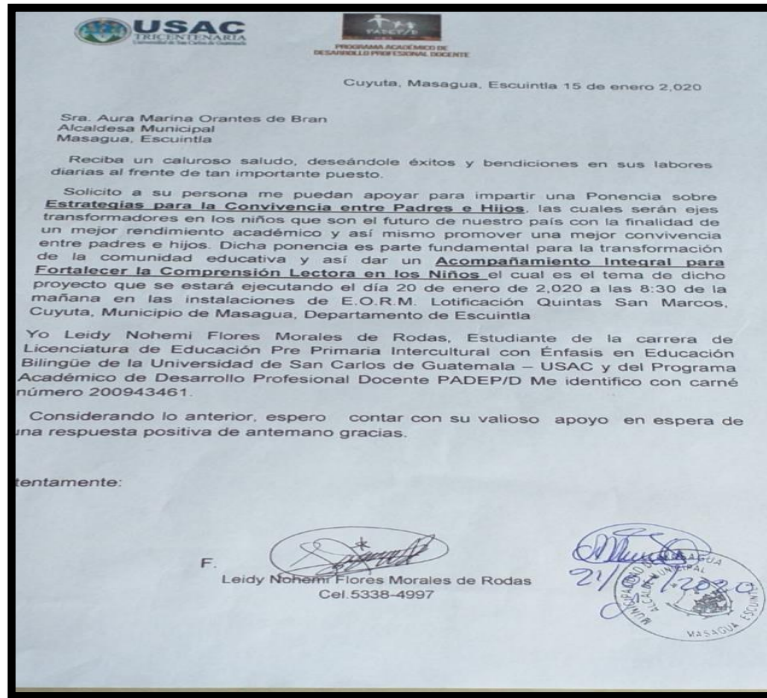 USAC
TRICENTENARIA
Universidad de San Carlos de Guatemala
PADEP/D
PROGRAMA ACADÉMICO DE
DESARROLLO PROFESIONAL DOCENTE
Cuyuta, Masagua, Escuintla 15 de enero 2,020
Sra. Aura Marina Orantes de Bran
Alcaldesa Municipal
Masagua, Escuintla
Reciba un caluroso saludo, deseándole éxitos y bendiciones en sus labores
diarias al frente de tan importante puesto.
Solicito a su persona me puedan apoyar para impartir una Ponencia sobre
Estrategias para la Convivencia entre Padres e Hijos, las cuales serán ejes
transformadores en los niños que son el futuro de nuestro país con la finalidad de
un mejor rendimiento académico y así mismo promover una mejor convivencia
entre padres e hijos. Dicha ponencia es parte fundamental para la transformación
de la comunidad educativa y así dar un Acompañamiento Integral para
Fortalecer la Comprensión Lectora en los Niños el cual es el tema de dicho
proyecto que se estará ejecutando el día 20 de enero de 2,020 a las 8:30 de la
mañana en las instalaciones de E.O.R.M. Lotificación Quintas San Marcos,
Cuyuta, Municipio de Masagua, Departamento de Escuintla
Yo Leidy Nohemi Flores Morales de Rodas, Estudiante de la carrera de
Licenciatura de Educación Pre Primaria Intercultural con Énfasis en Educación
Bilingüe de la Universidad de San Carlos de Guatemala – USAC y del Programa
Académico de Desarrollo Profesional Docente PADEP/D Me identifico con carné
número 200943461.
Considerando lo anterior, espero contar con su valioso apoyo en espera de
una respuesta positiva de antemano gracias.
tentamente:
F.
Leidy Nohemi Flores Morales de Rodas
Cel.5338-4997
MUNICIPALIDAD DE MASAGUA
ALCALDE MUNICIPAL
MASAGUA ESCUINT